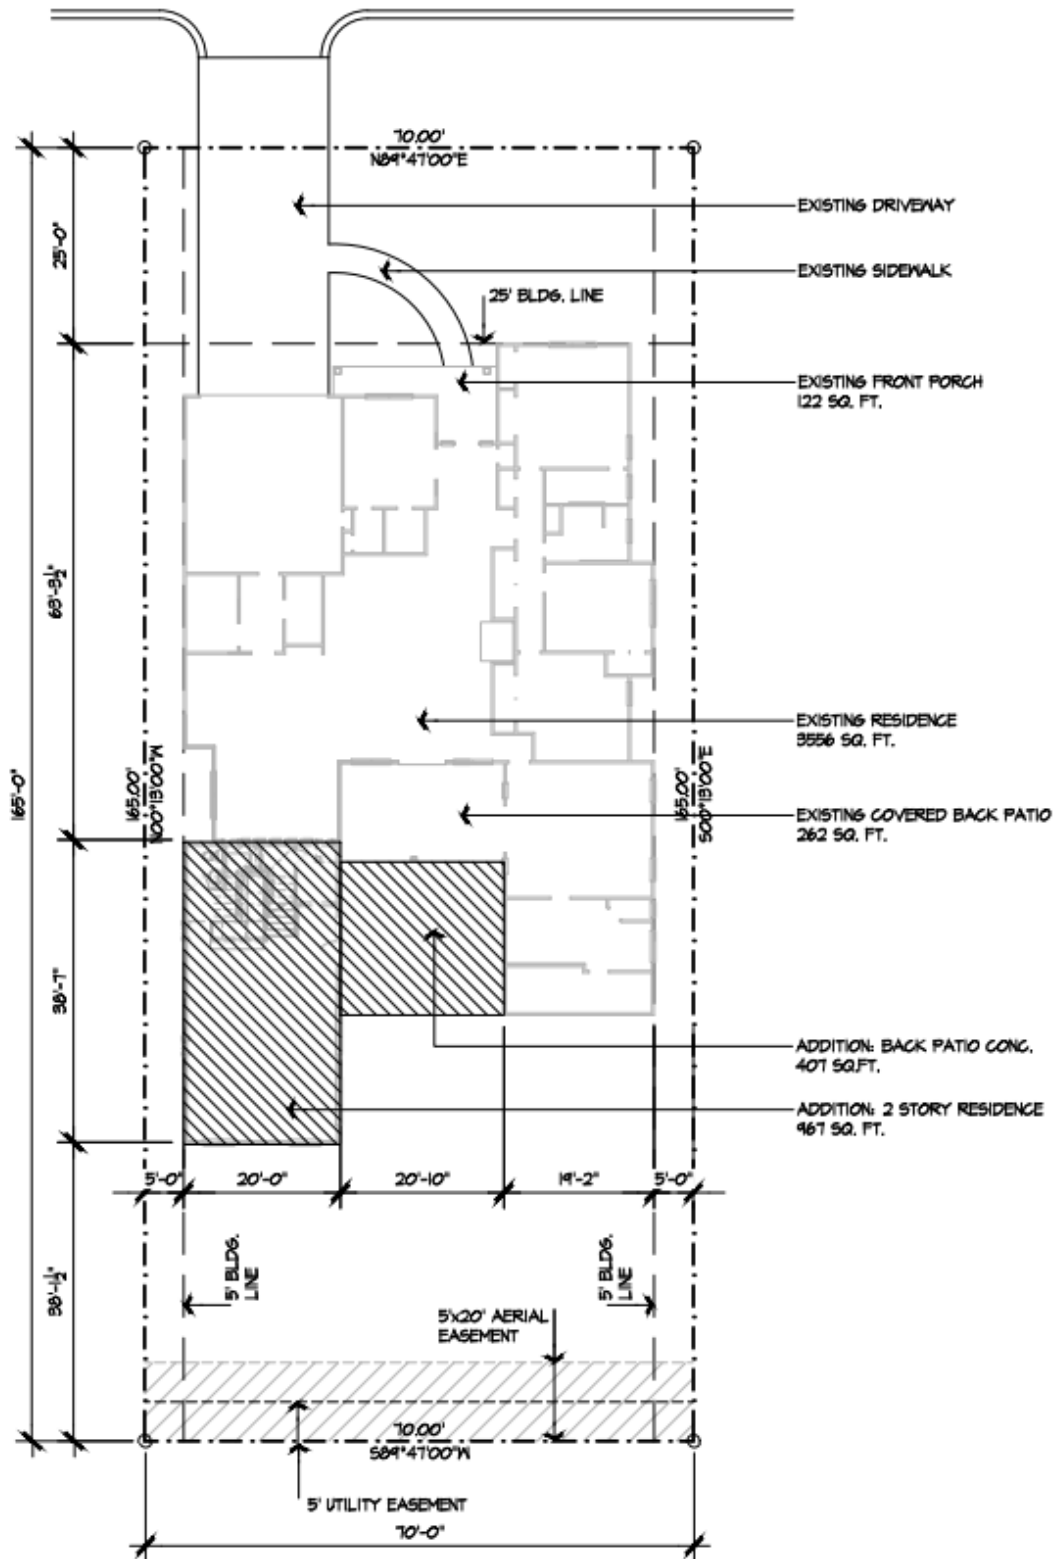 70.00'
N89°47'00"E
EXISTING DRIVEWAY
25'-0"
EXISTING SIDEWALK
25' BLDG. LINE
EXISTING FRONT PORCH
122 SQ. FT.
63'-3½"
EXISTING RESIDENCE
3556 SQ. FT.
165'-0"
165.00'
N00°13'00"W
165.00'
S00°13'00"E
EXISTING COVERED BACK PATIO
262 SQ. FT.
38'-7"
ADDITION: BACK PATIO CONC.
407 SQ.FT.
ADDITION: 2 STORY RESIDENCE
967 SQ. FT.
5'-0"
20'-0"
20'-10"
19'-2"
5'-0"
38'-1½"
5' BLDG.
LINE
5' BLDG.
LINE
5'x20' AERIAL
EASEMENT
70.00'
S89°47'00"W
5' UTILITY EASEMENT
70'-0"